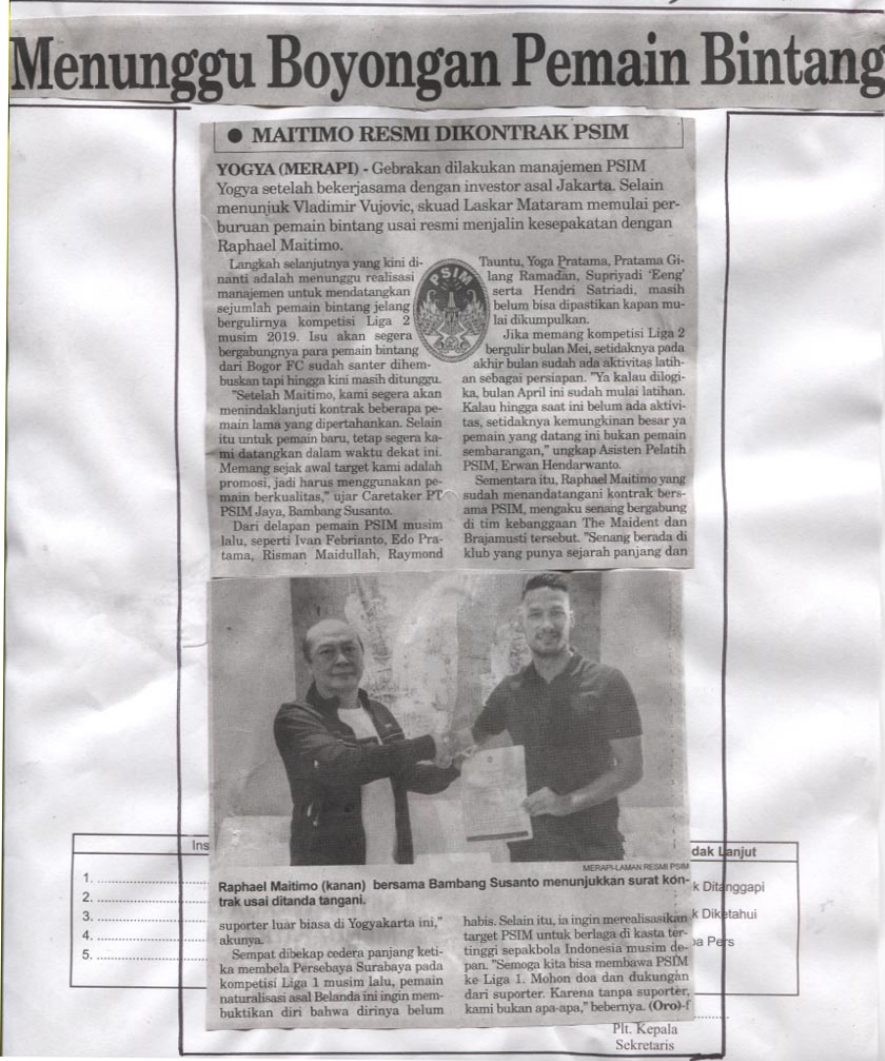 Menunggu Boyongan Pemain Bintang
● MAITIMO RESMI DIKONTRAK PSIM
YOGYA (MERAPI) - Gebrakan dilakukan manajemen PSIM
Yogya setelah bekerjasama dengan investor asal Jakarta. Selain
menunjuk Vladimir Vujovic, skuad Laskar Mataram memulai per-
buruan pemain bintang usai resmi menjalin kesepakatan dengan
Raphael Maitimo.
Langkah selanjutnya yang kini di-
nanti adalah menunggu realisasi
manajemen untuk mendatangkan
sejumlah pemain bintang jelang
bergulirnya kompetisi Liga 2
musim 2019. Isu akan segera
bergabungnya para pemain bintang
dari Bogor FC sudah santer dihem-
buskan tapi hingga kini masih ditunggu.
"Setelah Maitimo, kami segera akan
menindaklanjuti kontrak beberapa pe-
main lama yang dipertahankan. Selain
itu untuk pemain baru, tetap segera ka-
mi datangkan dalam waktu dekat ini.
Memang sejak awal target kami adalah
promosi, jadi harus menggunakan pe-
main berkualitas," ujar Caretaker PT
PSIM Jaya, Bambang Susanto.
Dari delapan pemain PSIM musim
lalu, seperti Ivan Febrianto, Edo Pra-
tama, Risman Maidullah, Raymond
PSIM
Tauntu, Yoga Pratama, Pratama Gi-
lang Ramadan, Supriyadi 'Eeng'
serta Hendri Satriadi, masih
belum bisa dipastikan kapan mu-
lai dikumpulkan.
Jika memang kompetisi Liga 2
bergulir bulan Mei, setidaknya pada
akhir bulan sudah ada aktivitas latih-
an sebagai persiapan. "Ya kalau dilogi-
ka, bulan April ini sudah mulai latihan.
Kalau hingga saat ini belum ada aktivi-
tas, setidaknya kemungkinan besar ya
pemain yang datang ini bukan pemain
sembarangan," ungkap Asisten Pelatih
PSIM, Erwan Hendarwanto.
Sementara itu, Raphael Maitimo yang
sudah menandatangani kontrak bers-
ama PSIM, mengaku senang bergabung
di tim kebanggaan The Maident dan
Brajamusti tersebut. "Senang berada di
klub yang punya sejarah panjang dan
MERAPI-LAMAN RESMI PSIM
Raphael Maitimo (kanan) bersama Bambang Susanto menunjukkan surat kon-
trak usai ditanda tangani.
suporter luar biasa di Yogyakarta ini,"
akunya.
Sempat dibekap cedera panjang keti-
ka membela Persebaya Surabaya pada
kompetisi Liga 1 musim lalu, pemain
naturalisasi asal Belanda ini ingin mem-
buktikan diri bahwa dirinya belum
habis. Selain itu, ia ingin merealisasikan
target PSIM untuk berlaga di kasta ter-
tinggi sepakbola Indonesia musim de-
pan. "Semoga kita bisa membawa PSIM
ke Liga 1. Mohon doa dan dukungan
dari suporter. Karena tanpa suporter,
kami bukan apa-apa," bebernya. (Oro)-f
Ins
1.
2.
3.
4.
5.
dak Lanjut
k Ditanggapi
k Diketahui
pa Pers
Plt. Kepala
Sekretaris